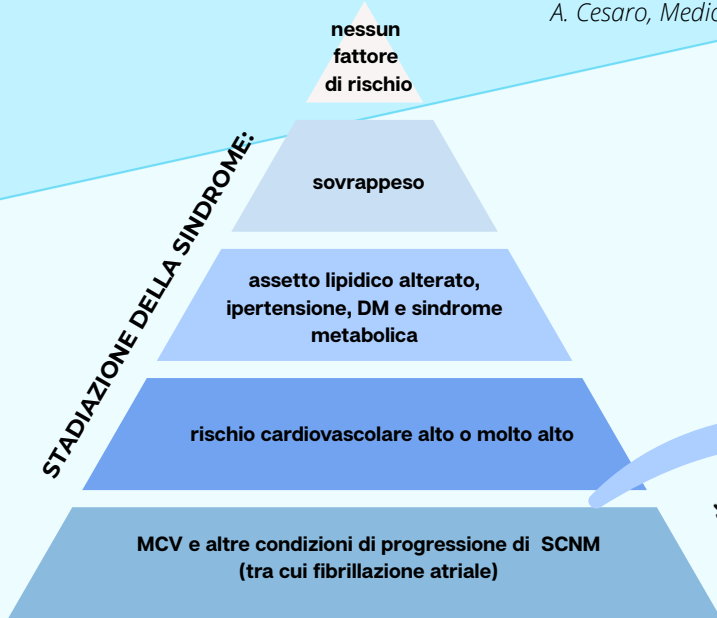 A. Cesaro,
nessun
fattore
di rischio
STADIAZIONE DELLA SINDROME:
sovrappeso
assetto lipidico alterato,
ipertensione, DM e sindrome
metabolica
rischio cardiovascolare alto o molto alto
MCV e altre condizioni di progressione di SCNM
(tra cui fibrillazione atriale)